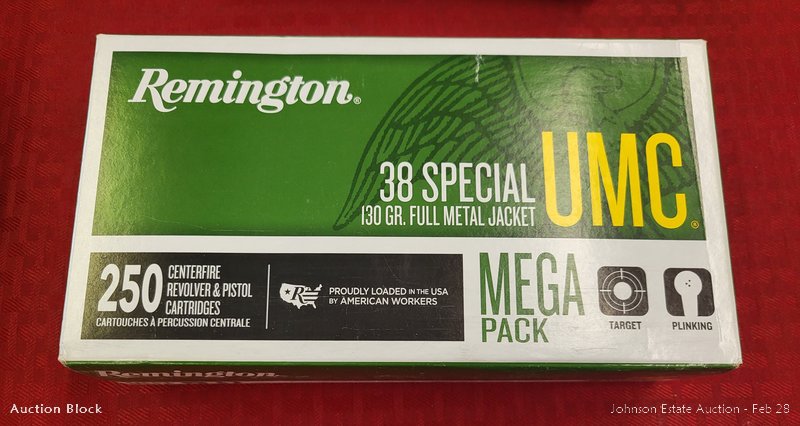 Remington®
38 SPECIAL
130 GR. FULL METAL JACKET
UMC®
250 CENTERFIRE
REVOLVER & PISTOL
CARTRIDGES
CARTOUCHES À PERCUSSION CENTRALE
R
PROUDLY LOADED IN THE USA
BY AMERICAN WORKERS
MEGA
PACK
TARGET
PLINKING
Remington
Auction Block
Johnson Estate Auction - Feb 28